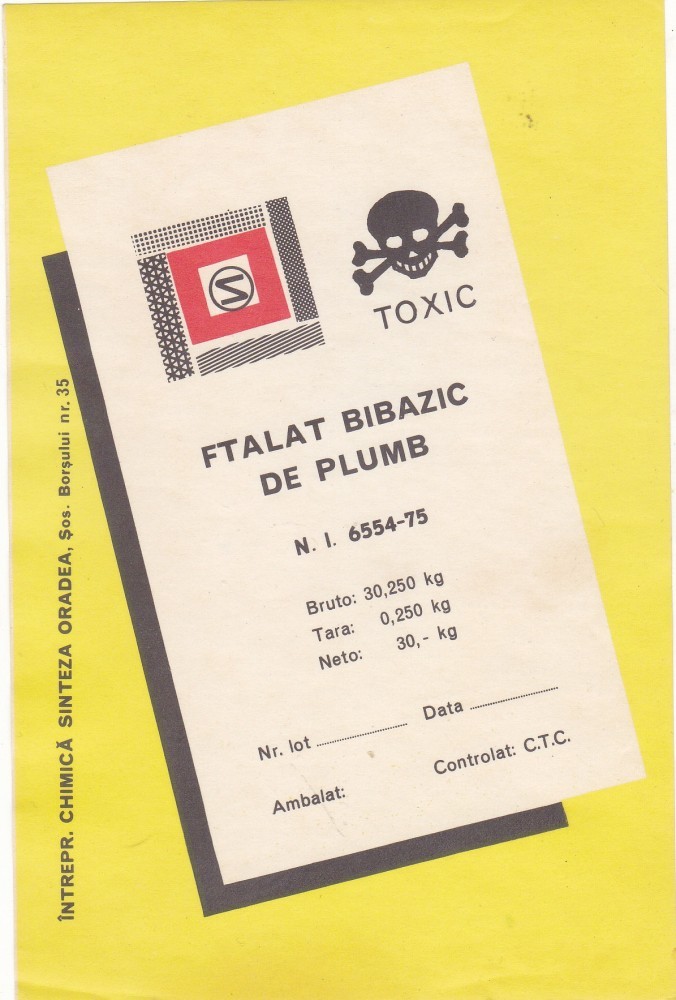 TOXIC
FTALAT BIBAZIC
DE PLUMB
N. I. 6554-75
Bruto: 30,250 kg
Tara: 0,250 kg
Neto: 30,- kg
Nr. lot .................... Data ....................
Ambalat: Controlat: C.T.C.
ÎNTREPR. CHIMICĂ SINTEZA ORADEA, Șos. Borșului nr. 35